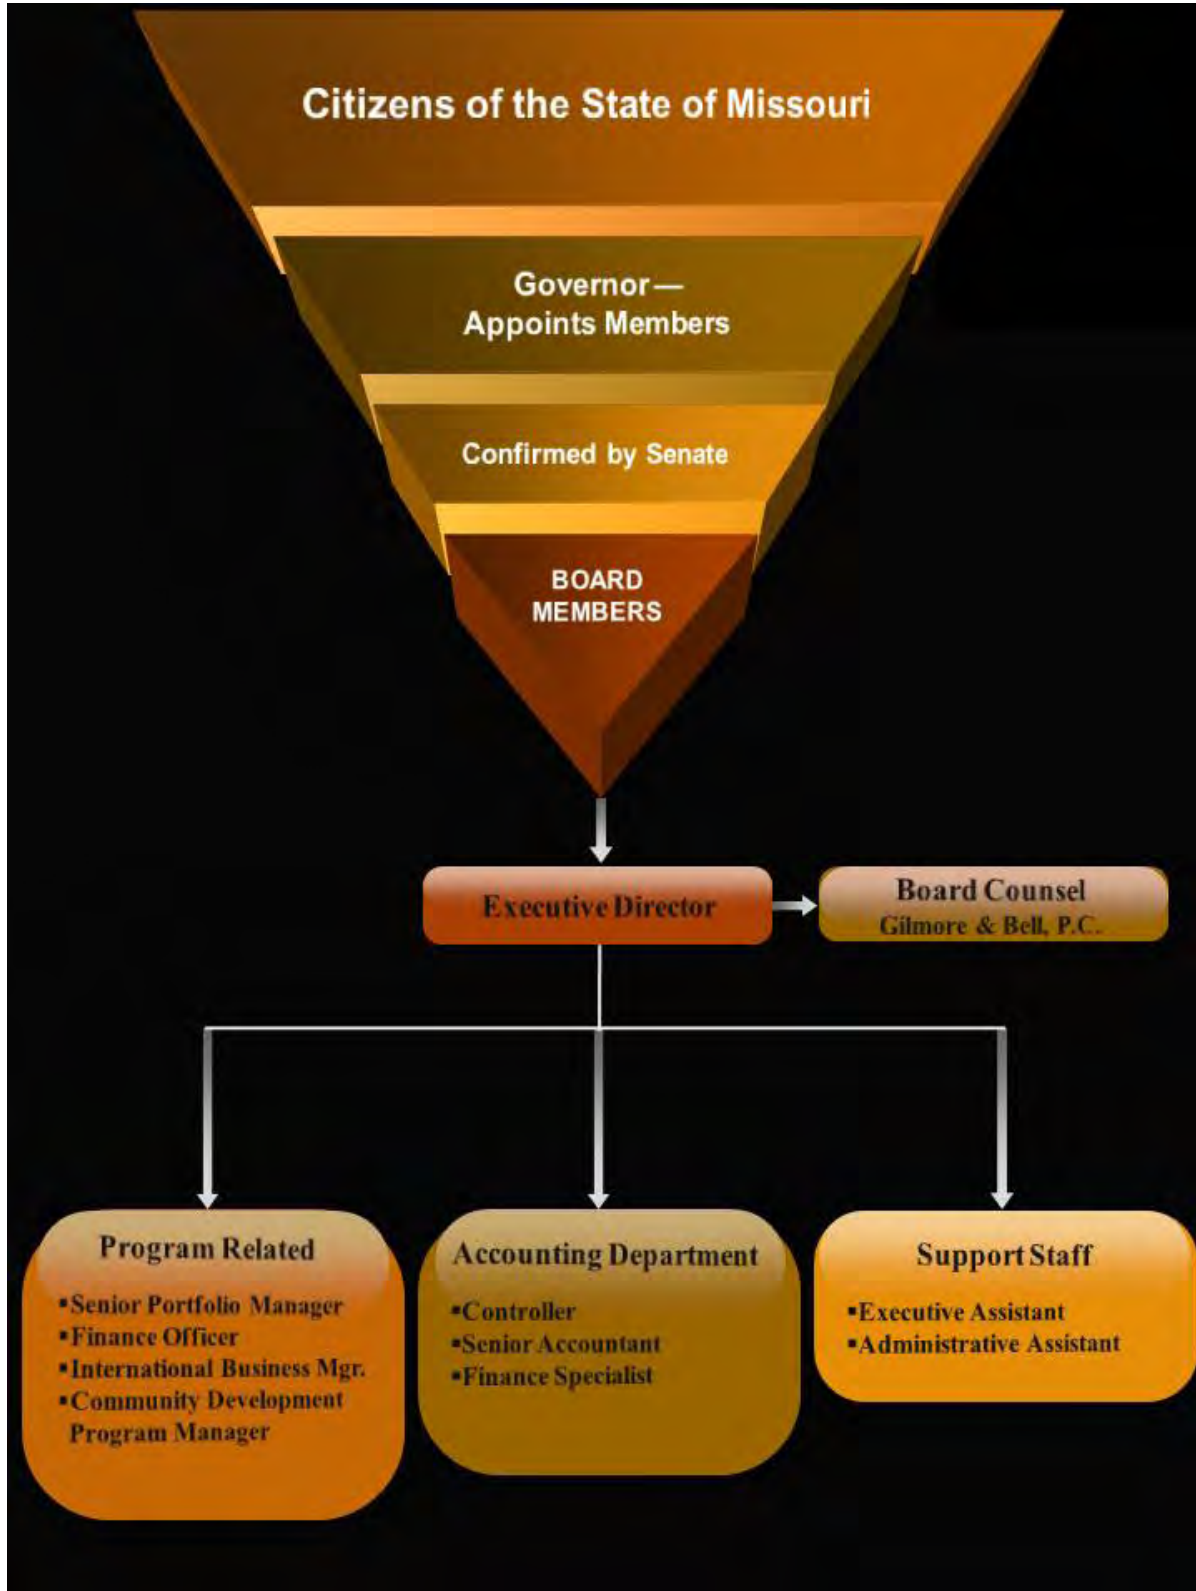 Citizens of the State of Missouri
Governor—
Appoints Members
Confirmed by Senate
BOARD
MEMBERS
Executive Director
Board Counsel
Gilmore & Bell, P.C.
Program Related
▪Senior Portfolio Manager
▪Finance Officer
▪International Business Mgr.
▪Community Development
Program Manager
Accounting Department
▪Controller
▪Senior Accountant
▪Finance Specialist
Support Staff
▪Executive Assistant
▪Administrative Assistant